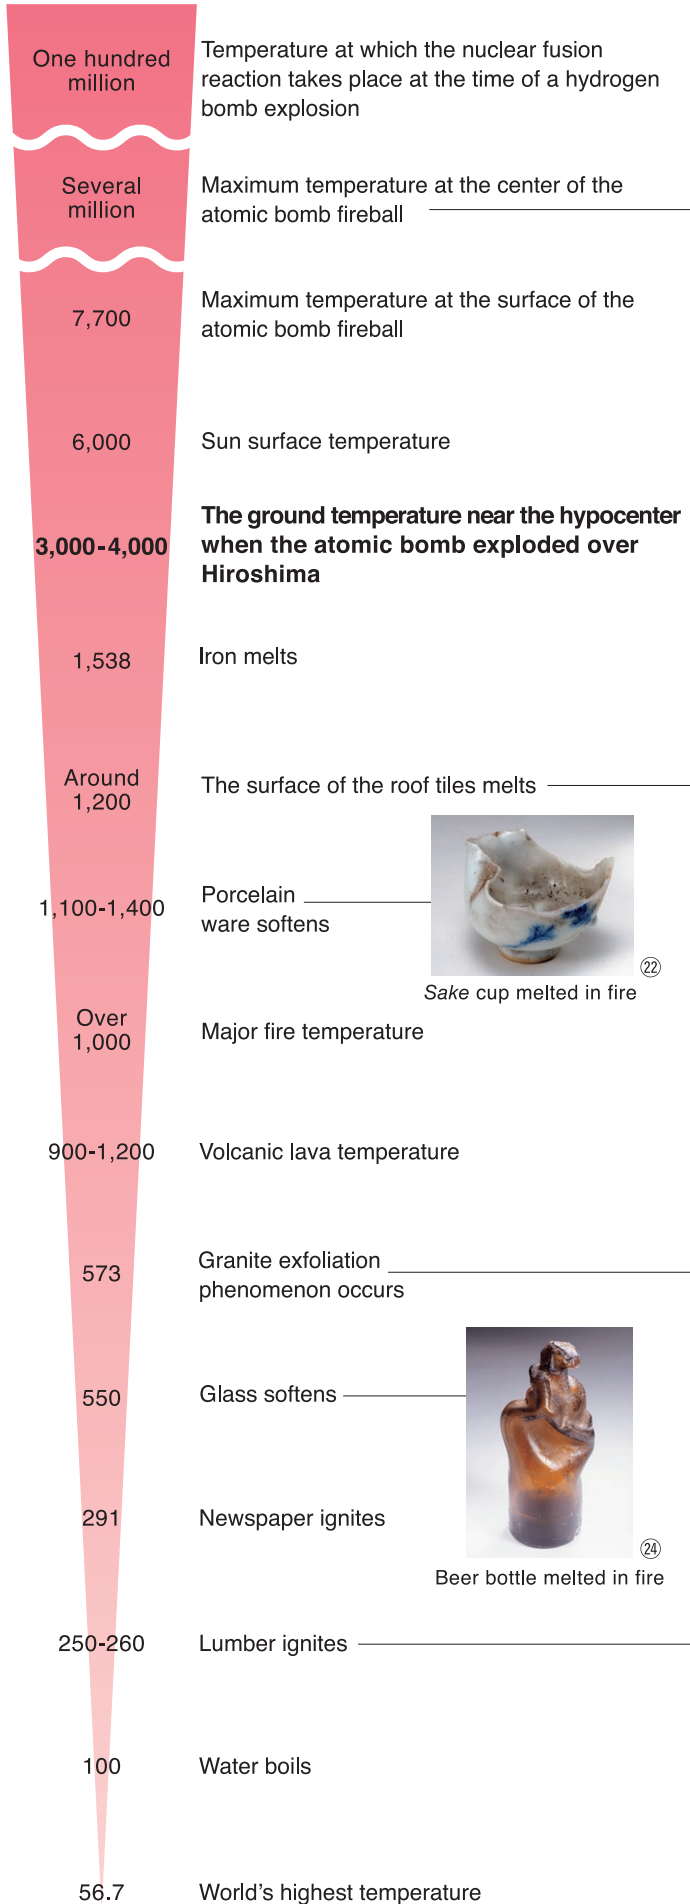 One hundred
million
Temperature at which the nuclear fusion
reaction takes place at the time of a hydrogen
bomb explosion
Several
million
Maximum temperature at the center of the
atomic bomb fireball
7,700
Maximum temperature at the surface of the
atomic bomb fireball
6,000
Sun surface temperature
3,000-4,000
The ground temperature near the hypocenter
when the atomic bomb exploded over
Hiroshima
1,538
Iron melts
Around
1,200
The surface of the roof tiles melts
1,100-1,400
Porcelain
ware softens
㉒
Sake cup melted in fire
Over
1,000
Major fire temperature
900-1,200
Volcanic lava temperature
573
Granite exfoliation
phenomenon occurs
550
Glass softens
291
Newspaper ignites
㉔
Beer bottle melted in fire
250-260
Lumber ignites
100
Water boils
56.7
World's highest temperature